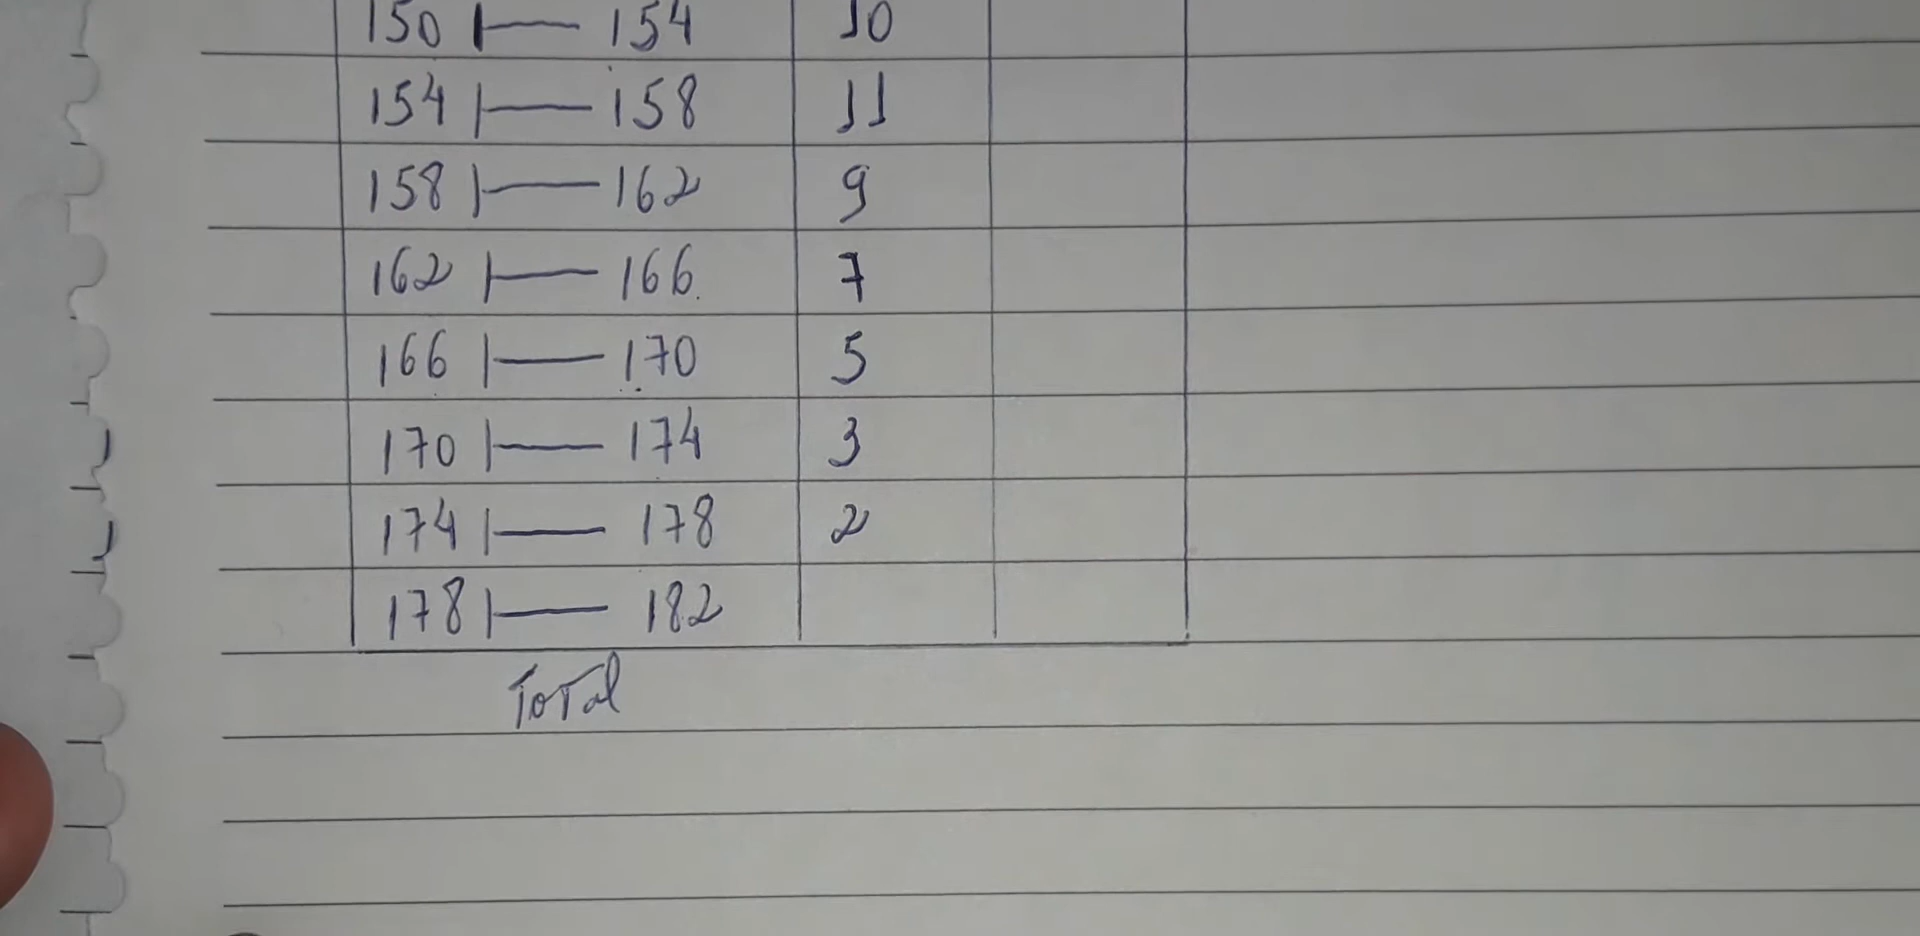 150 |— 154 10
154 |— 158 11
158 |— 162 9
162 |— 166 7
166 |— 170 5
170 |— 174 3
174 |— 178 2
178 |— 182
Total